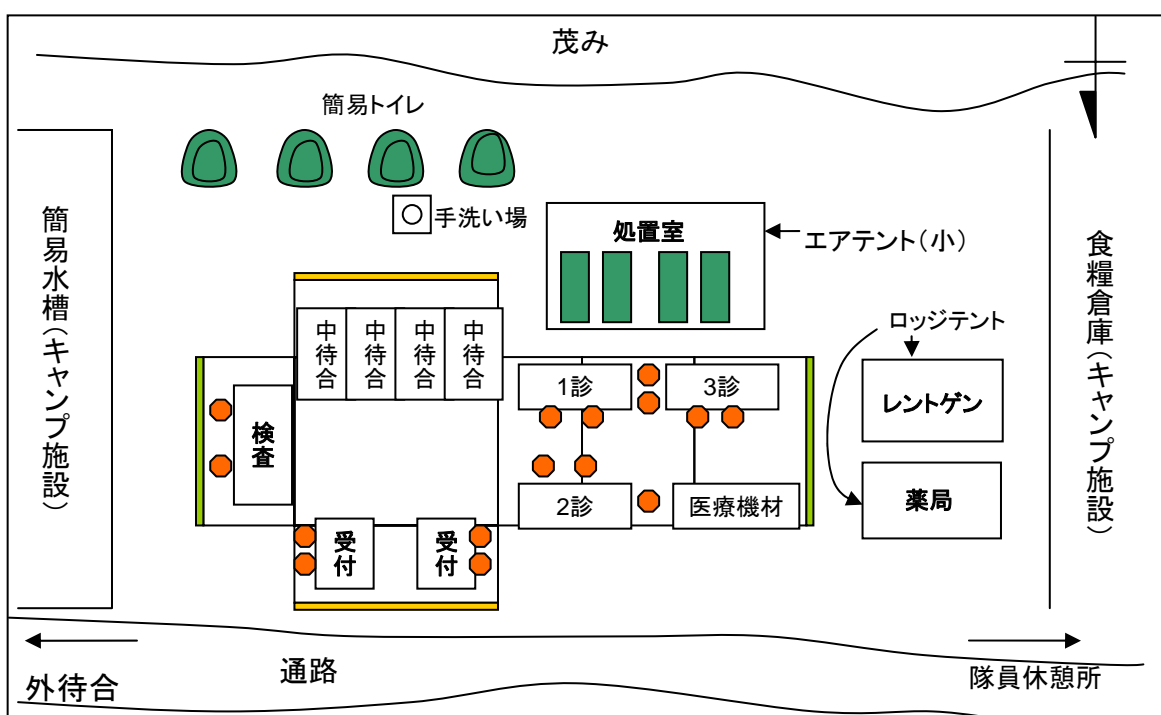 茂み
簡易トイレ
手洗い場
処置室
エアテント(小)
簡易水槽(キャンプ施設)
食糧倉庫(キャンプ施設)
ロッジテント
中待合
中待合
中待合
中待合
1診
3診
レントゲン
検査
2診
医療機材
薬局
受付
受付
外待合
通路
隊員休憩所